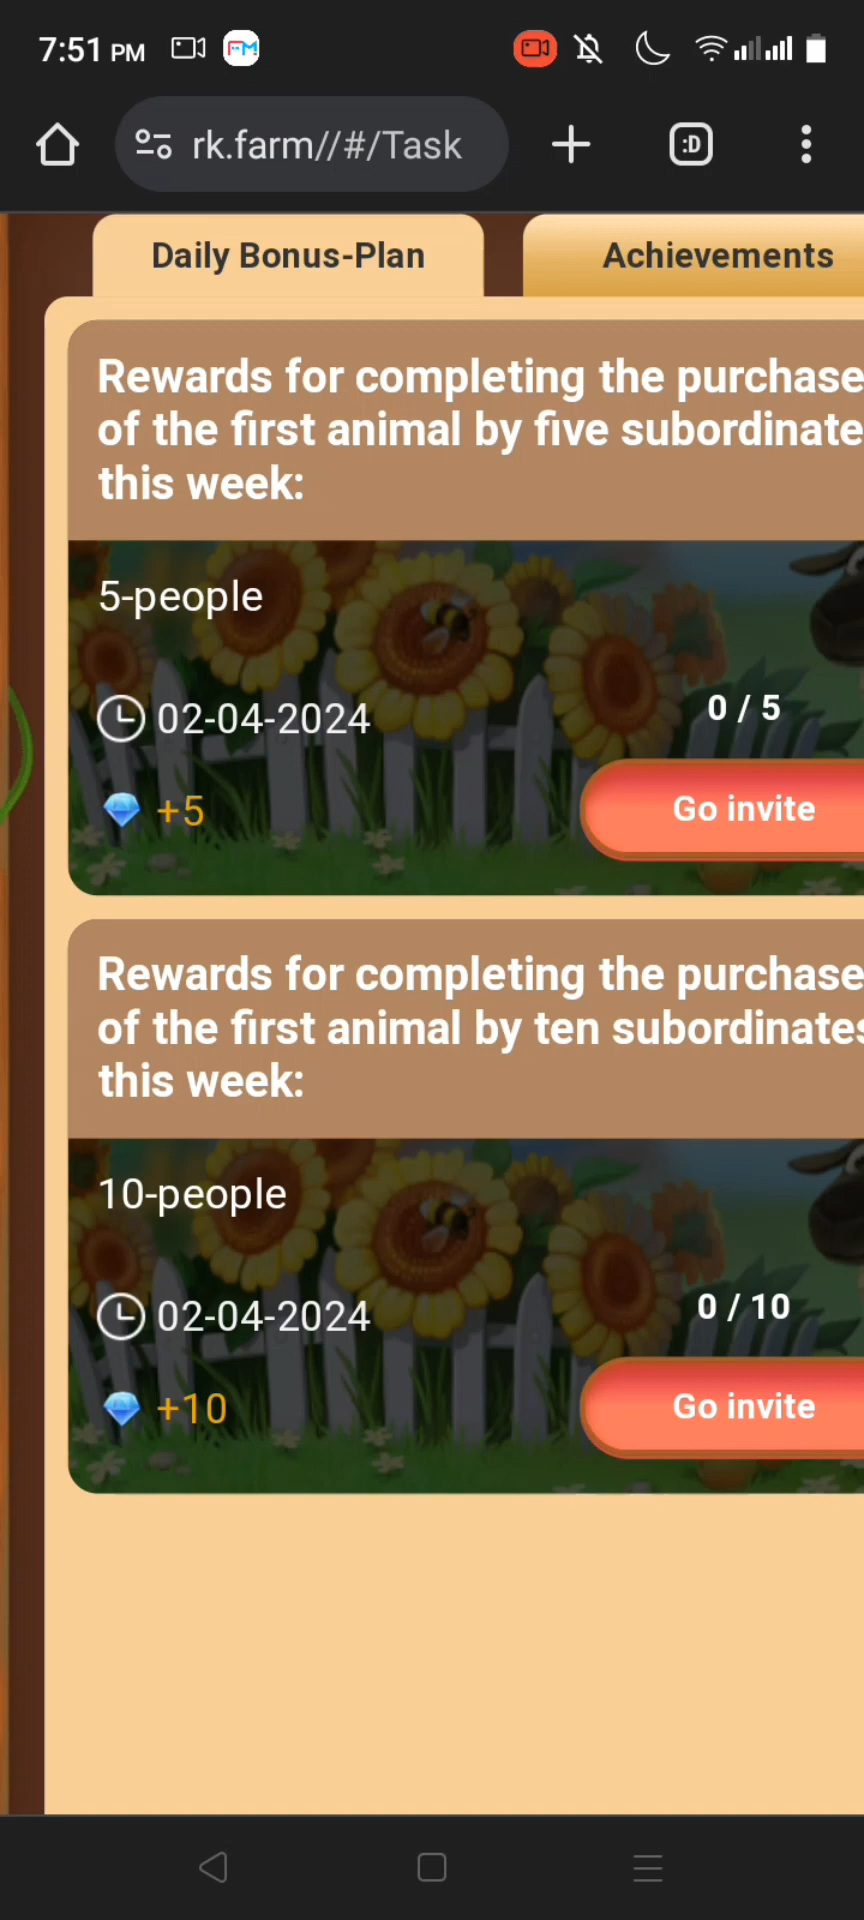 7:51 PM
rk.farm//#/Task
:D
Daily Bonus-Plan
Achievements
Rewards for completing the purchase
of the first animal by five subordinate
this week:
5-people
02-04-2024
0 / 5
+5
Go invite
Rewards for completing the purchase
of the first animal by ten subordinates
this week:
10-people
02-04-2024
0 / 10
+10
Go invite